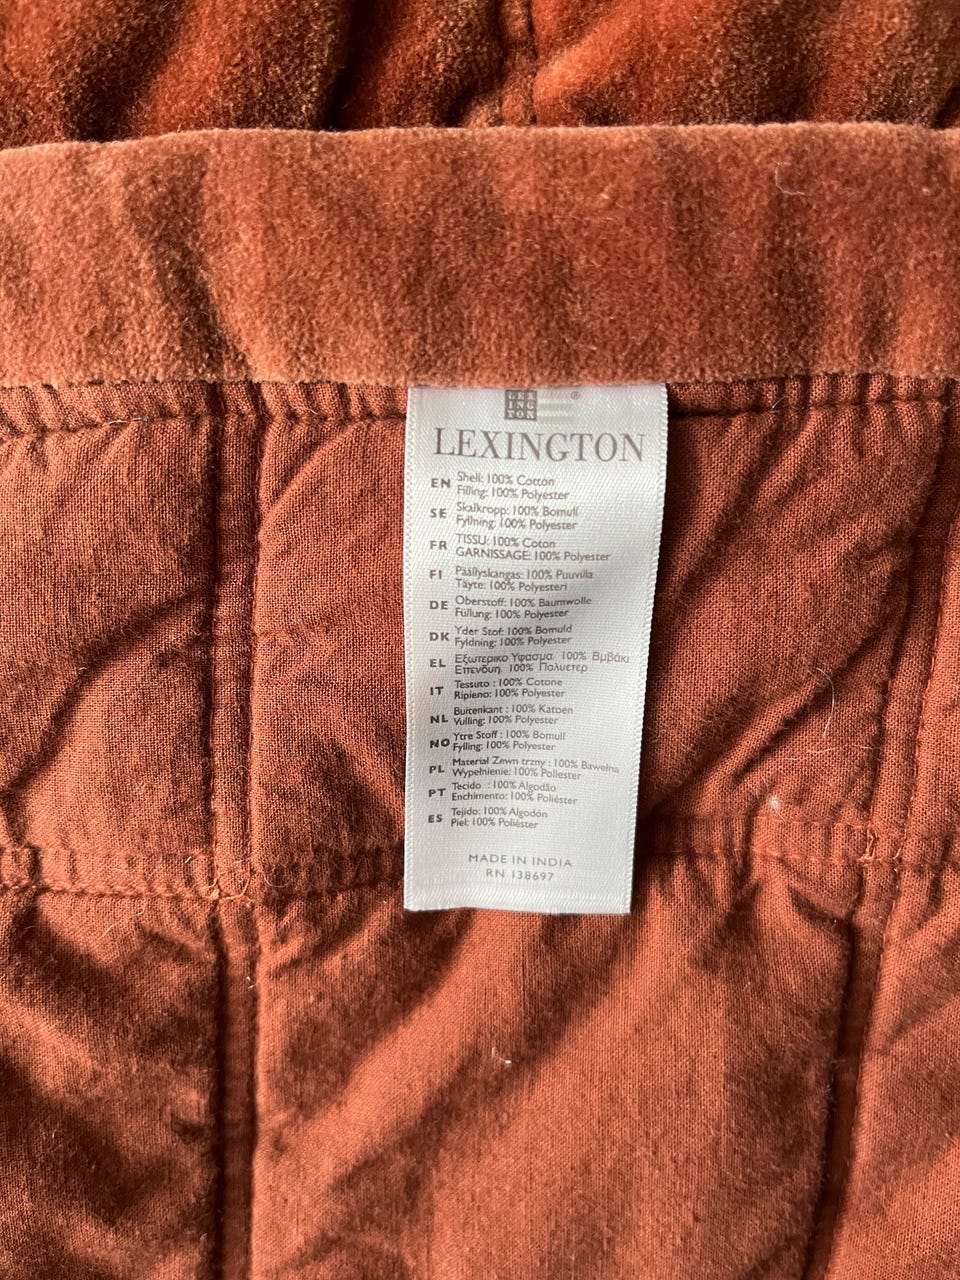 LEX
ING
TON
®
LEXINGTON
EN Shell: 100% Cotton
Filling: 100% Polyester
SE Skalkropp: 100% Bomull
Fyllning: 100% Polyester
FR TISSU: 100% Coton
GARNISSAGE: 100% Polyester
FI Päällyskangas: 100% Puuvilla
Täyte: 100% Polyesteri
DE Oberstoff: 100% Baumwolle
Füllung: 100% Polyester
DK Yder Stof: 100% Bomuld
Fyldning: 100% Polyester
EL Εξωτερικο Υφασμα. 100% Βμβάκι
Επενδυη. 100% Πολυετερ
IT Tessuto : 100% Cotone
Ripieno: 100% Polyester
NL Buitenkant : 100% Katoen
Vulling: 100% Polyester
NO Ytre Stoff : 100% Bomull
Fylling: 100% Polyester
PL Materiał Zewn trzny : 100% Bawełna
Wypełnienie: 100% Poliester
PT Tecido : 100% Algodão
Enchimento: 100% Poliéster
ES Tejido: 100% Algodón
Piel: 100% Poliéster
MADE IN INDIA
RN 138697